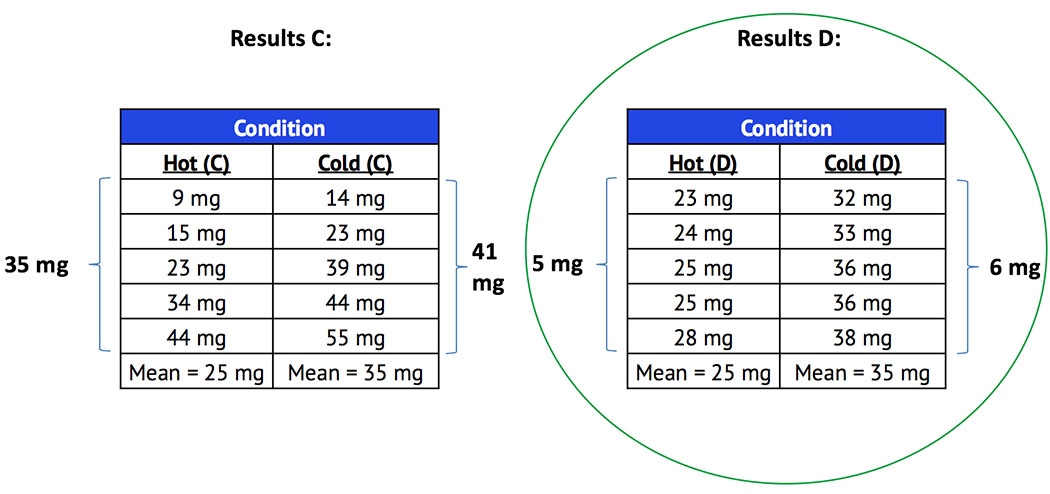 Results C:
Results D:
Condition
Hot (C) Cold (C)
9 mg 14 mg
15 mg 23 mg
23 mg 39 mg
34 mg 44 mg
44 mg 55 mg
Mean = 25 mg Mean = 35 mg
35 mg
41
mg
Condition
Hot (D) Cold (D)
23 mg 32 mg
24 mg 33 mg
25 mg 36 mg
25 mg 36 mg
28 mg 38 mg
Mean = 25 mg Mean = 35 mg
5 mg
6 mg